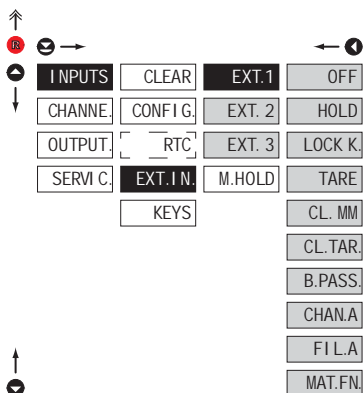 R
INPUTS CLEAR EXT.1 OFF
CHANNE. CONFIG. EXT. 2 HOLD
OUTPUT. RTC EXT. 3 LOCK K.
SERVIC. EXT.IN. M.HOLD TARE
KEYS CL. MM
CL.TAR.
B.PASS.
CHAN.A
FIL.A
MAT.FN.